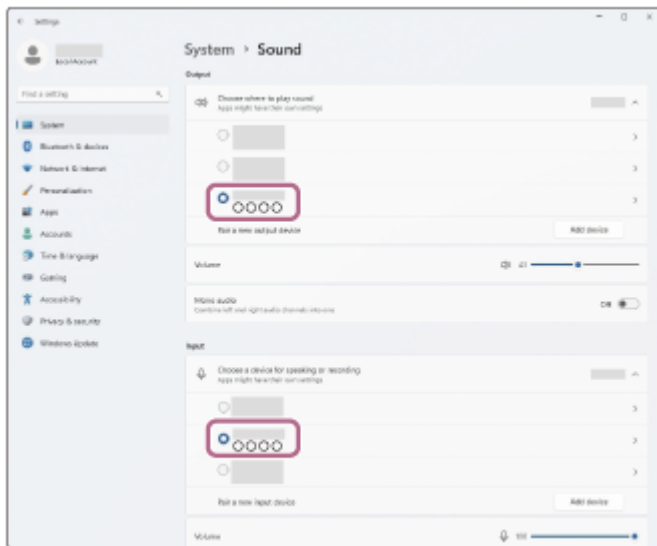 Settings
Local Account
System › Sound
Find a setting
System
Bluetooth & devices
Network & internet
Personalization
Apps
Accounts
Time & language
Gaming
Accessibility
Privacy & security
Windows Update
Output
Choose where to play sound
Apps might have their own settings
Pair a new output device
Add device
Volume
Mono audio
Combine left and right audio channels into one
Off
Input
Choose a device for speaking or recording
Apps might have their own settings
Pair a new input device
Add device
Volume
100